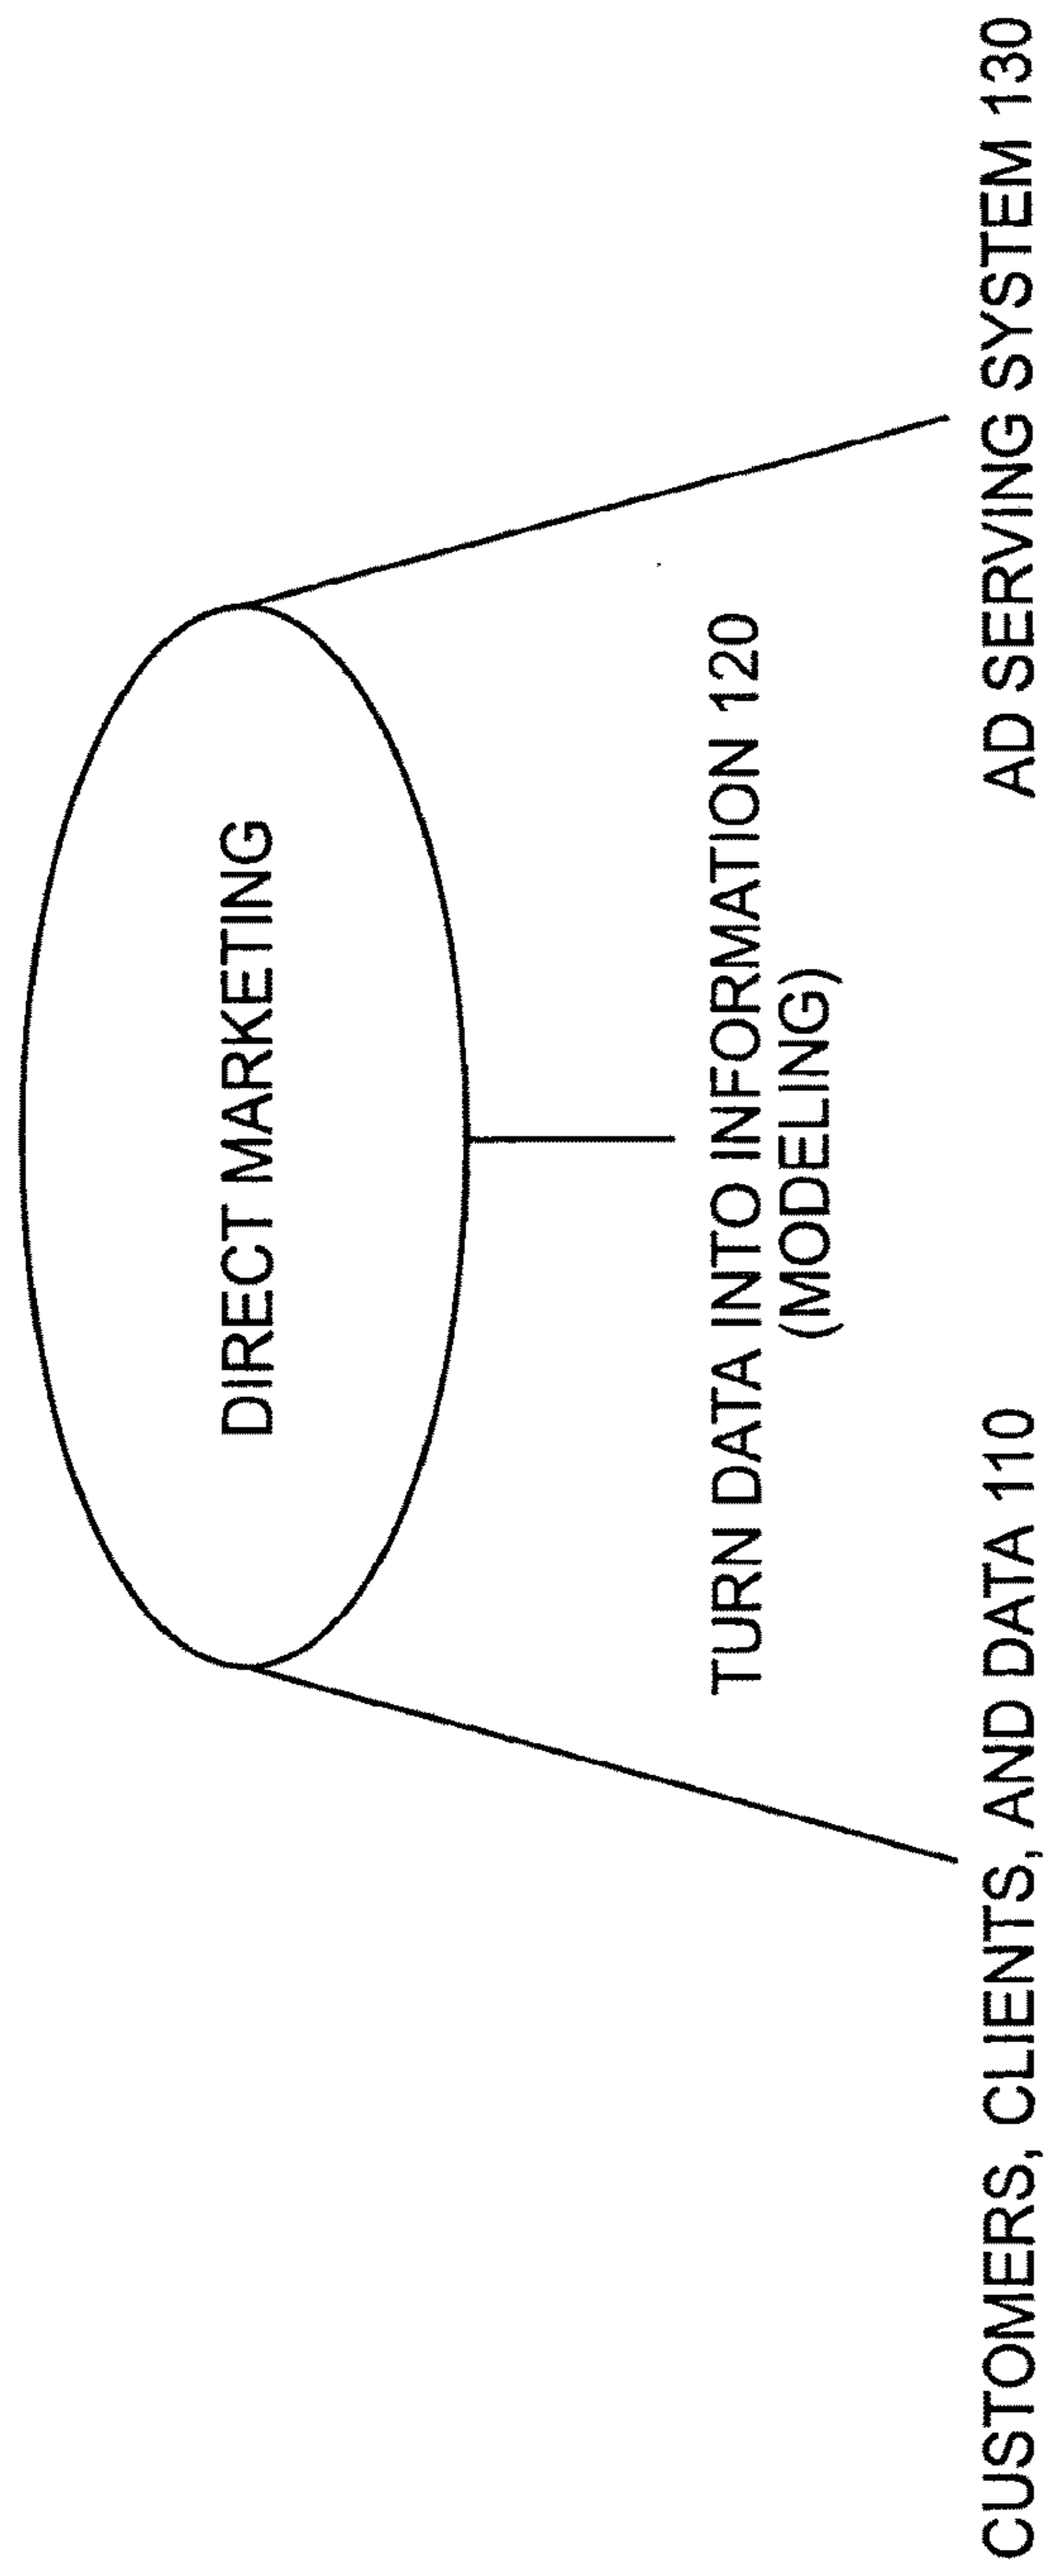 DIRECT MARKETING
TURN DATA INTO INFORMATION 120
(MODELING)
CUSTOMERS, CLIENTS, AND DATA 110
AD SERVING SYSTEM 130